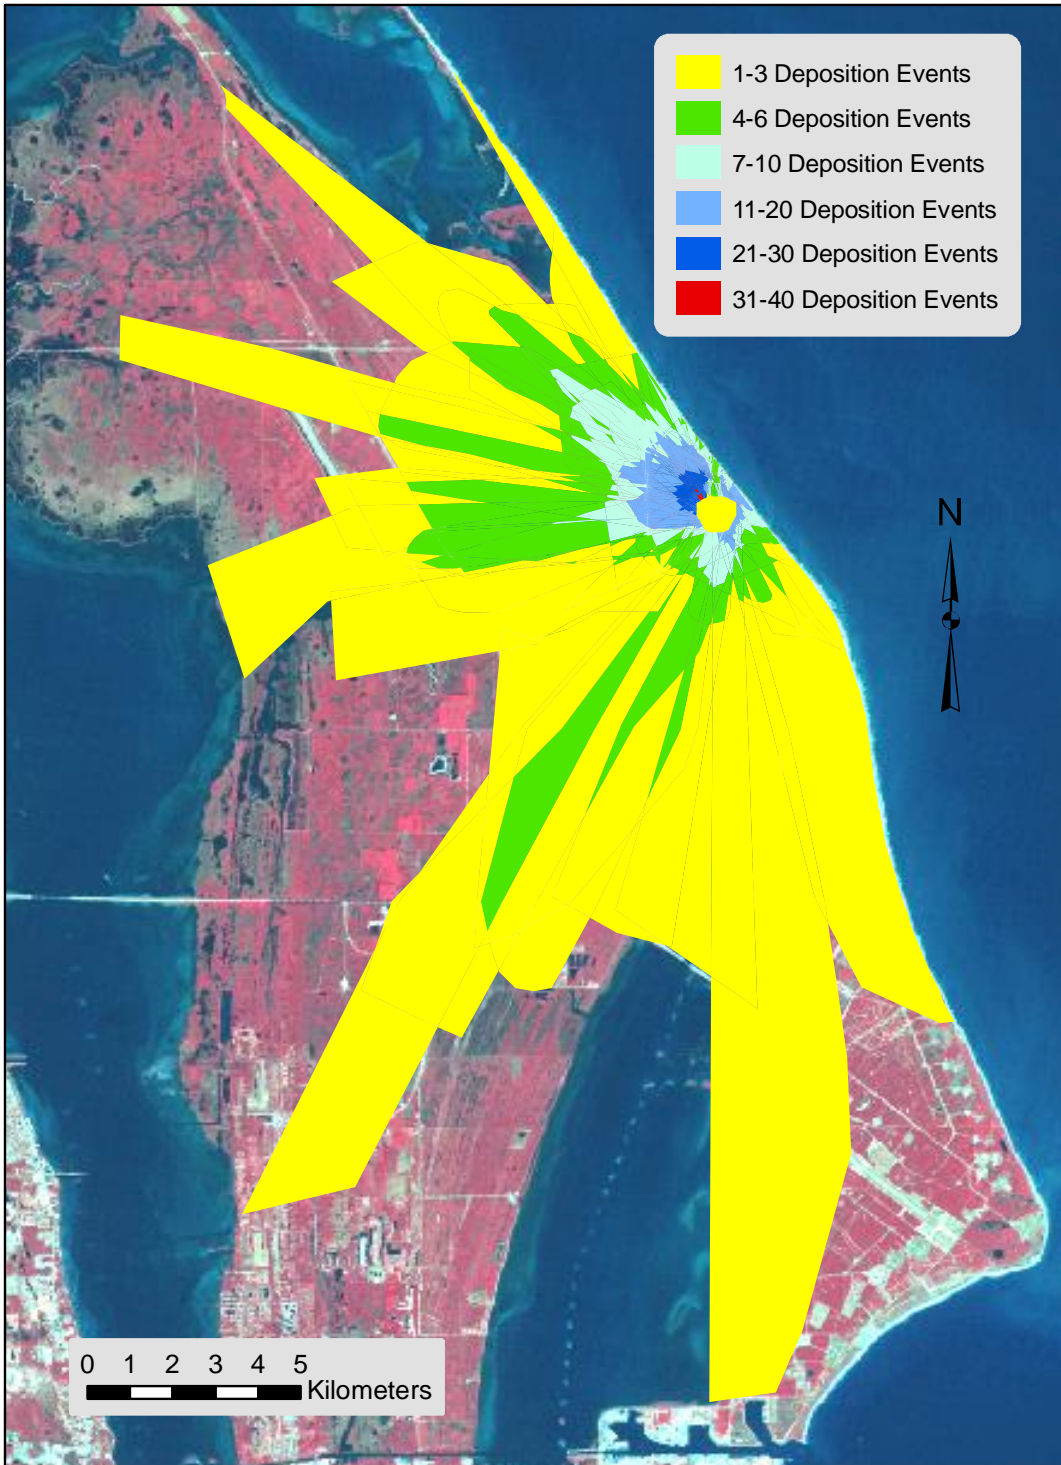 1-3 Deposition Events
4-6 Deposition Events
7-10 Deposition Events
11-20 Deposition Events
21-30 Deposition Events
31-40 Deposition Events
N
0 1 2 3 4 5
Kilometers